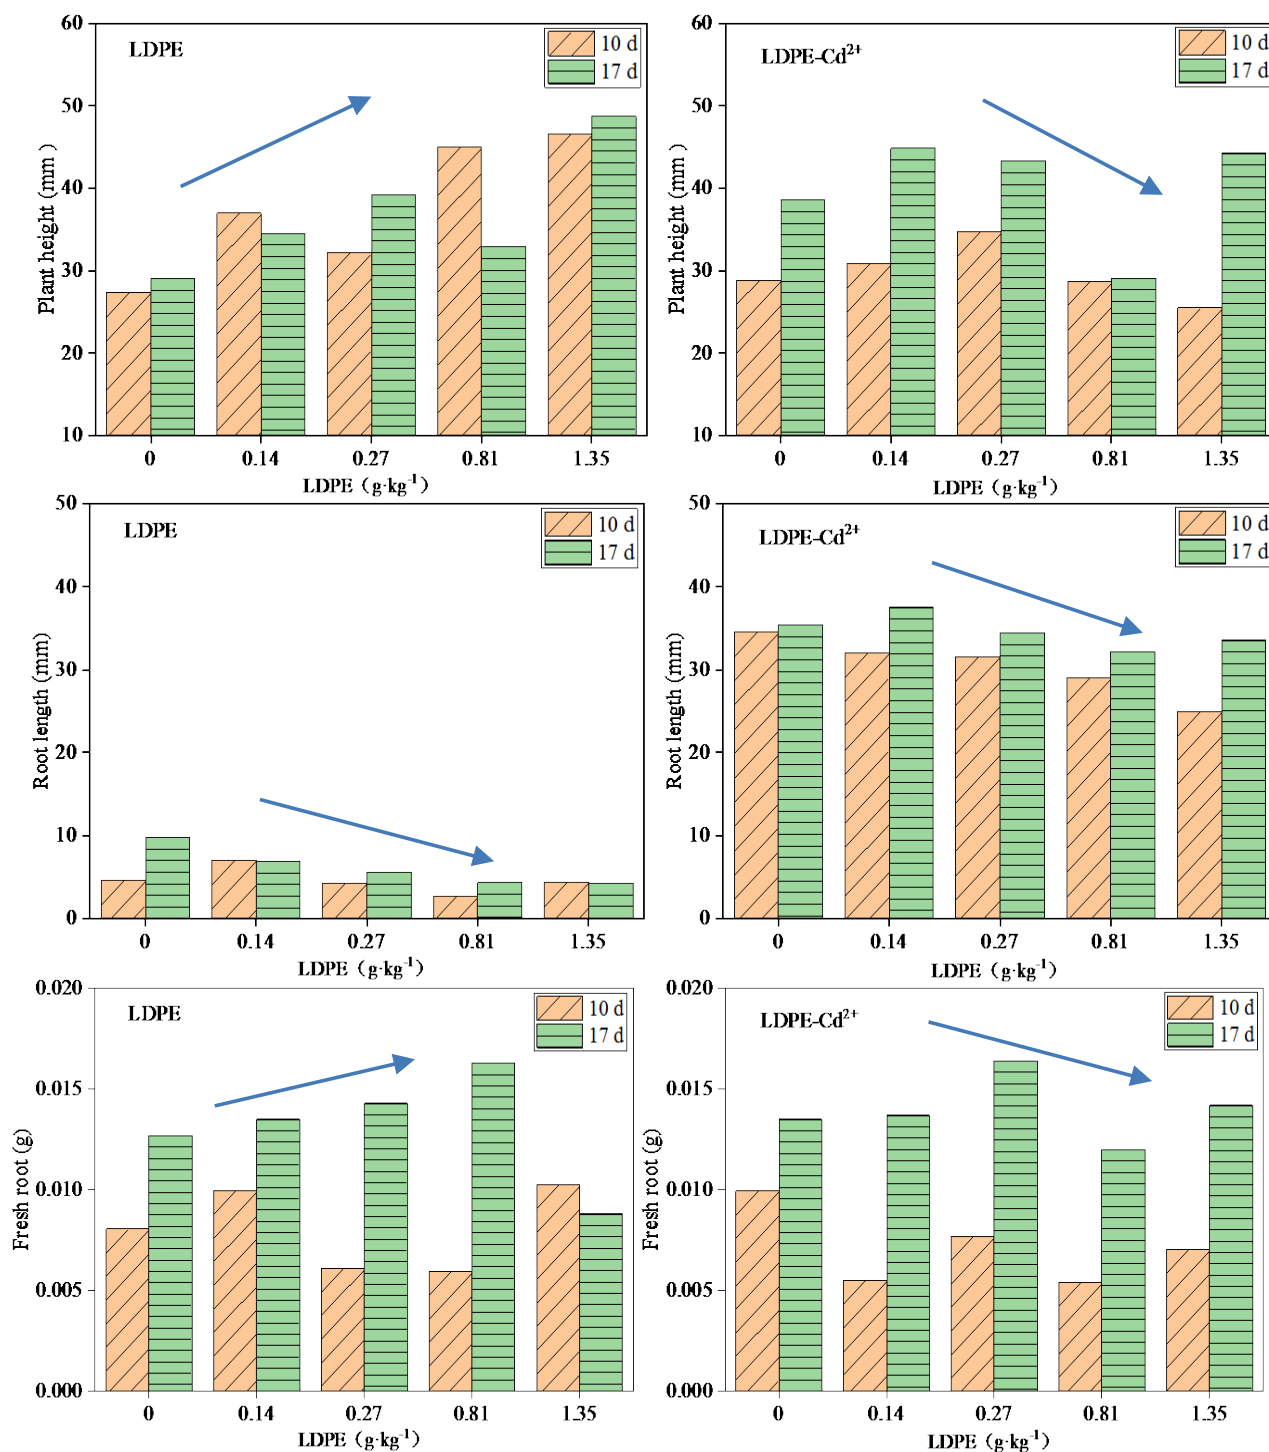 LDPE
10 d
17 d
Plant height (mm)
60
50
40
30
20
10
0
0.14
0.27
0.81
1.35
LDPE (g·kg⁻¹)
LDPE-Cd²⁺
10 d
17 d
Plant height (mm)
60
50
40
30
20
10
0
0.14
0.27
0.81
1.35
LDPE (g·kg⁻¹)
LDPE
10 d
17 d
Root length (mm)
50
40
30
20
10
0
0
0.14
0.27
0.81
1.35
LDPE (g·kg⁻¹)
LDPE-Cd²⁺
10 d
17 d
Root length (mm)
50
40
30
20
10
0
0
0.14
0.27
0.81
1.35
LDPE (g·kg⁻¹)
LDPE
10 d
17 d
Fresh root (g)
0.020
0.015
0.010
0.005
0.000
0
0.14
0.27
0.81
1.35
LDPE (g·kg⁻¹)
LDPE-Cd²⁺
10 d
17 d
Fresh root (g)
0.020
0.015
0.010
0.005
0.000
0
0.14
0.27
0.81
1.35
LDPE (g·kg⁻¹)